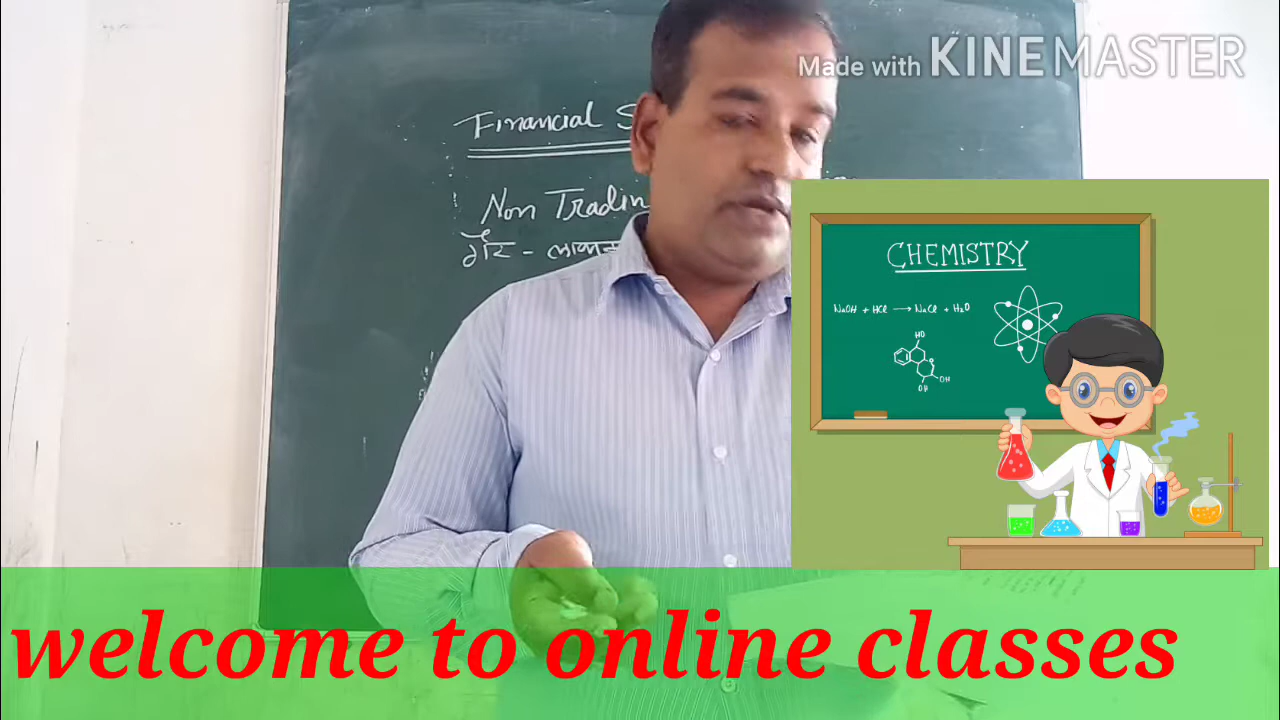 Made with KINEMASTER
Financial S
Non Tradin
गैर -
CHEMISTRY
NaOH + HCl → NaCl + H2O
HO
O
OH
OH
welcome to online classes